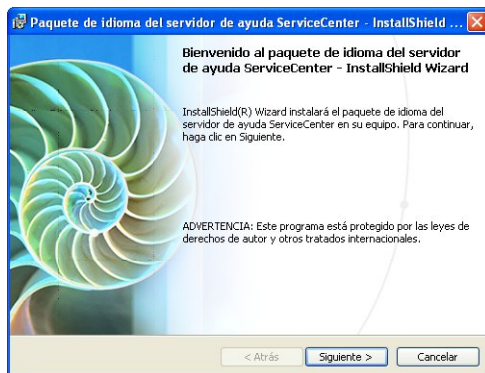 Paquete de idioma del servidor de ayuda ServiceCenter - InstallShield ...
Bienvenido al paquete de idioma del servidor
de ayuda ServiceCenter - InstallShield Wizard
InstallShield(R) Wizard instalará el paquete de idioma del
servidor de ayuda ServiceCenter en su equipo. Para continuar,
haga clic en Siguiente.
ADVERTENCIA: Este programa está protegido por las leyes de
derechos de autor y otros tratados internacionales.
< Atrás Siguiente > Cancelar